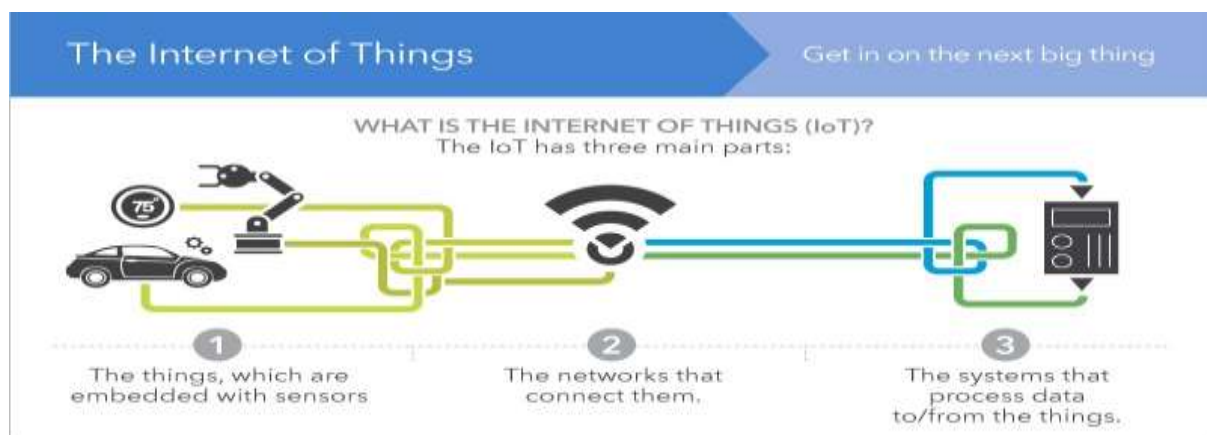 The Internet of Things
Get in on the next big thing
WHAT IS THE INTERNET OF THINGS (IoT)?
The IoT has three main parts:
75°
1
The things, which are
embedded with sensors
2
The networks that
connect them.
3
The systems that
process data
to/from the things.